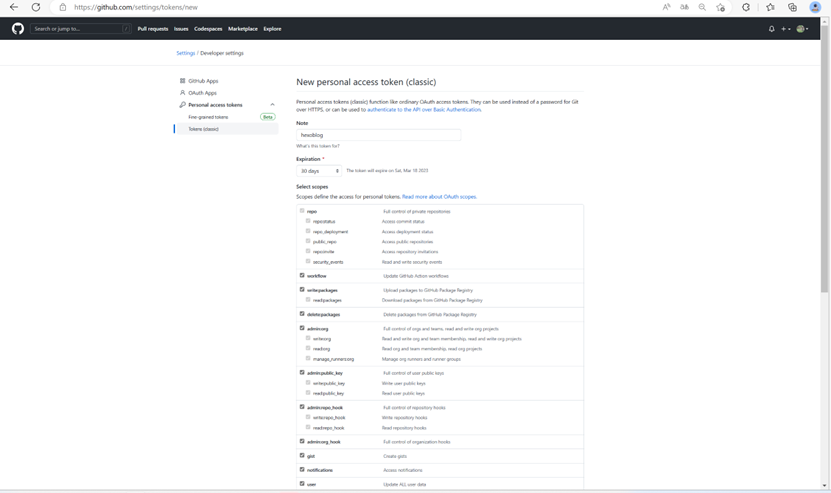 https://github.com/settings/tokens/new
Search or jump to...
/
Pull requests Issues Codespaces Marketplace Explore
Settings / Developer settings
GitHub Apps
OAuth Apps
Personal access tokens
Fine-grained tokens Beta
Tokens (classic)
New personal access token (classic)
Personal access tokens (classic) function like ordinary OAuth access tokens. They can be used instead of a password for Git
over HTTPS, or can be used to authenticate to the API over Basic Authentication.
Note
hexoblog
What's this token for?
Expiration *
30 days The token will expire on Sat, Mar 18 2023
Select scopes
Scopes define the access for personal tokens. Read more about OAuth scopes.
repo Full control of private repositories
repo:status Access commit status
repo_deployment Access deployment status
public_repo Access public repositories
repo:invite Access repository invitations
security_events Read and write security events
workflow Update GitHub Action workflows
write:packages Upload packages to GitHub Package Registry
read:packages Download packages from GitHub Package Registry
delete:packages Delete packages from GitHub Package Registry
admin:org Full control of orgs and teams, read and write org projects
write:org Read and write org and team membership, read and write org projects
read:org Read org and team membership, read org projects
manage_runners:org Manage org runners and runner groups
admin:public_key Full control of user public keys
write:public_key Write user public keys
read:public_key Read user public keys
admin:repo_hook Full control of repository hooks
write:repo_hook Write repository hooks
read:repo_hook Read repository hooks
admin:org_hook Full control of organization hooks
gist Create gists
notifications Access notifications
user Update ALL user data